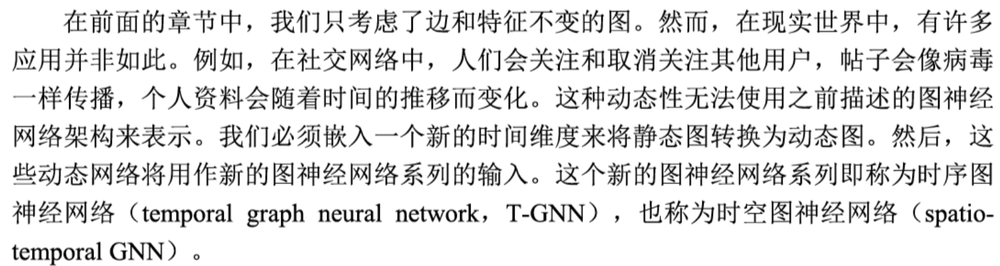 在前面的章节中，我们只考虑了边和特征不变的图。然而，在现实世界中，有许多
应用并非如此。例如，在社交网络中，人们会关注和取消关注其他用户，帖子会像病毒
一样传播，个人资料会随着时间的推移而变化。这种动态性无法使用之前描述的图神经
网络架构来表示。我们必须嵌入一个新的时间维度来将静态图转换为动态图。然后，这
些动态网络将用作新的图神经网络系列的输入。这个新的图神经网络系列即称为时序图
神经网络（temporal graph neural network，T-GNN），也称为时空图神经网络（spatio-
temporal GNN）。